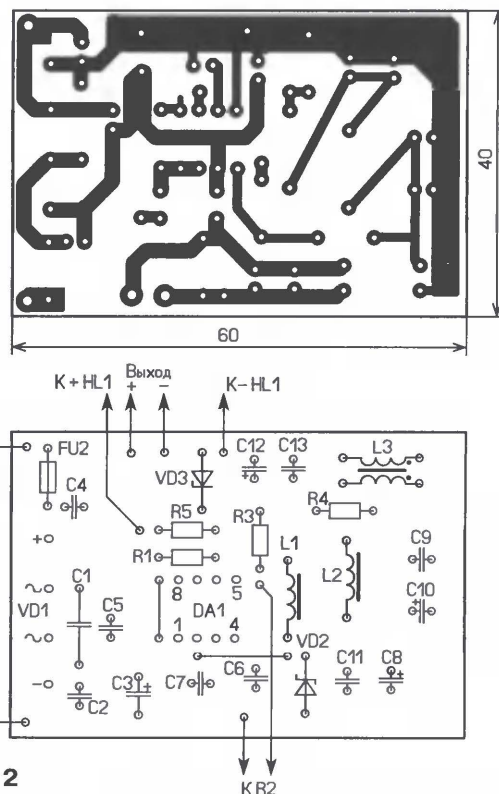 40
60
К + HL1
Выход
+
-
К - HL1
FU2
C4
VD3
C12
+
C13
L3
R5
R3
R4
+
~
VD1
~
-
C1
C5
R1
8
5
DA1
1
4
L1
L2
C9
C10
+
VD2
C2
C3
+
C7
C6
C11
C8
+
2
К R2